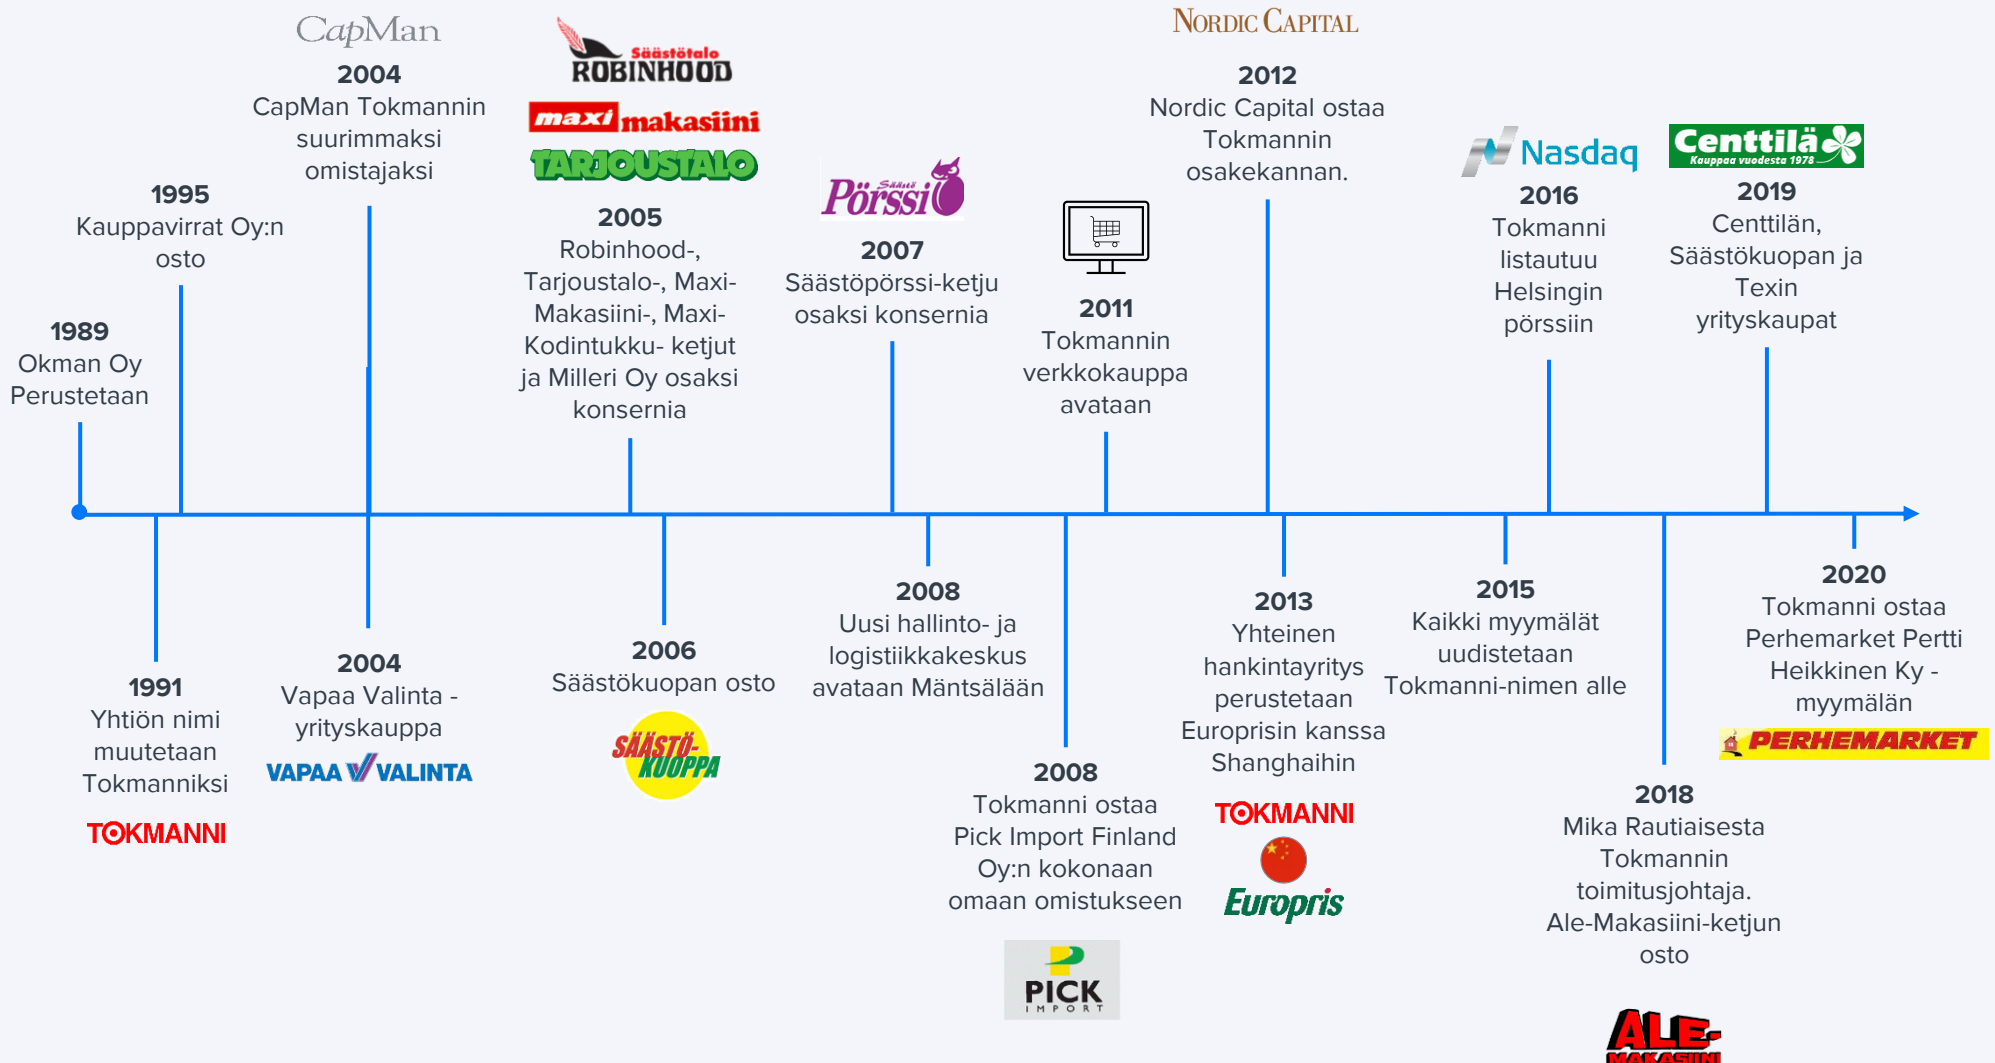 CapMan
2004
CapMan Tokmannin
suurimmaksi
omistajaksi
Säästötalo
ROBINHOOD
maxi makasiini
TARJOUSTALO
2005
Robinhood-,
Tarjoustalo-, Maxi-
Makasiini-, Maxi-
Kodintukku- ketjut
ja Milleri Oy osaksi
konsernia
1995
Kauppavirrat Oy:n
osto
1989
Okman Oy
Perustetaan
Säästö
Pörssi
2007
Säästöpörssi-ketju
osaksi konsernia
2011
Tokmannin
verkkokauppa
avataan
NORDIC CAPITAL
2012
Nordic Capital ostaa
Tokmannin
osakekannan.
Nasdaq
2016
Tokmanni
listautuu
Helsingin
pörssiin
Centtilä
Kauppaa vuodesta 1978
2019
Centtilän,
Säästökuopan ja
Texin
yrityskaupat
1991
Yhtiön nimi
muutetaan
Tokmanniksi
TOKMANNI
2004
Vapaa Valinta -
yrityskauppa
VAPAA VALINTA
2006
Säästökuopan osto
SÄÄSTÖ-
KUOPPA
2008
Uusi hallinto- ja
logistiikkakeskus
avataan Mäntsälään
2008
Tokmanni ostaa
Pick Import Finland
Oy:n kokonaan
omaan omistukseen
PICK
IMPORT
2013
Yhteinen
hankintayritys
perustetaan
Europrisin kanssa
Shanghaihin
TOKMANNI
Europris
2015
Kaikki myymälät
uudistetaan
Tokmanni-nimen alle
2018
Mika Rautiaisesta
Tokmannin
toimitusjohtaja.
Ale-Makasiini-ketjun
osto
ALE-
MAKASIINI
2020
Tokmanni ostaa
Perhemarket Pertti
Heikkinen Ky -
myymälän
PERHEMARKET